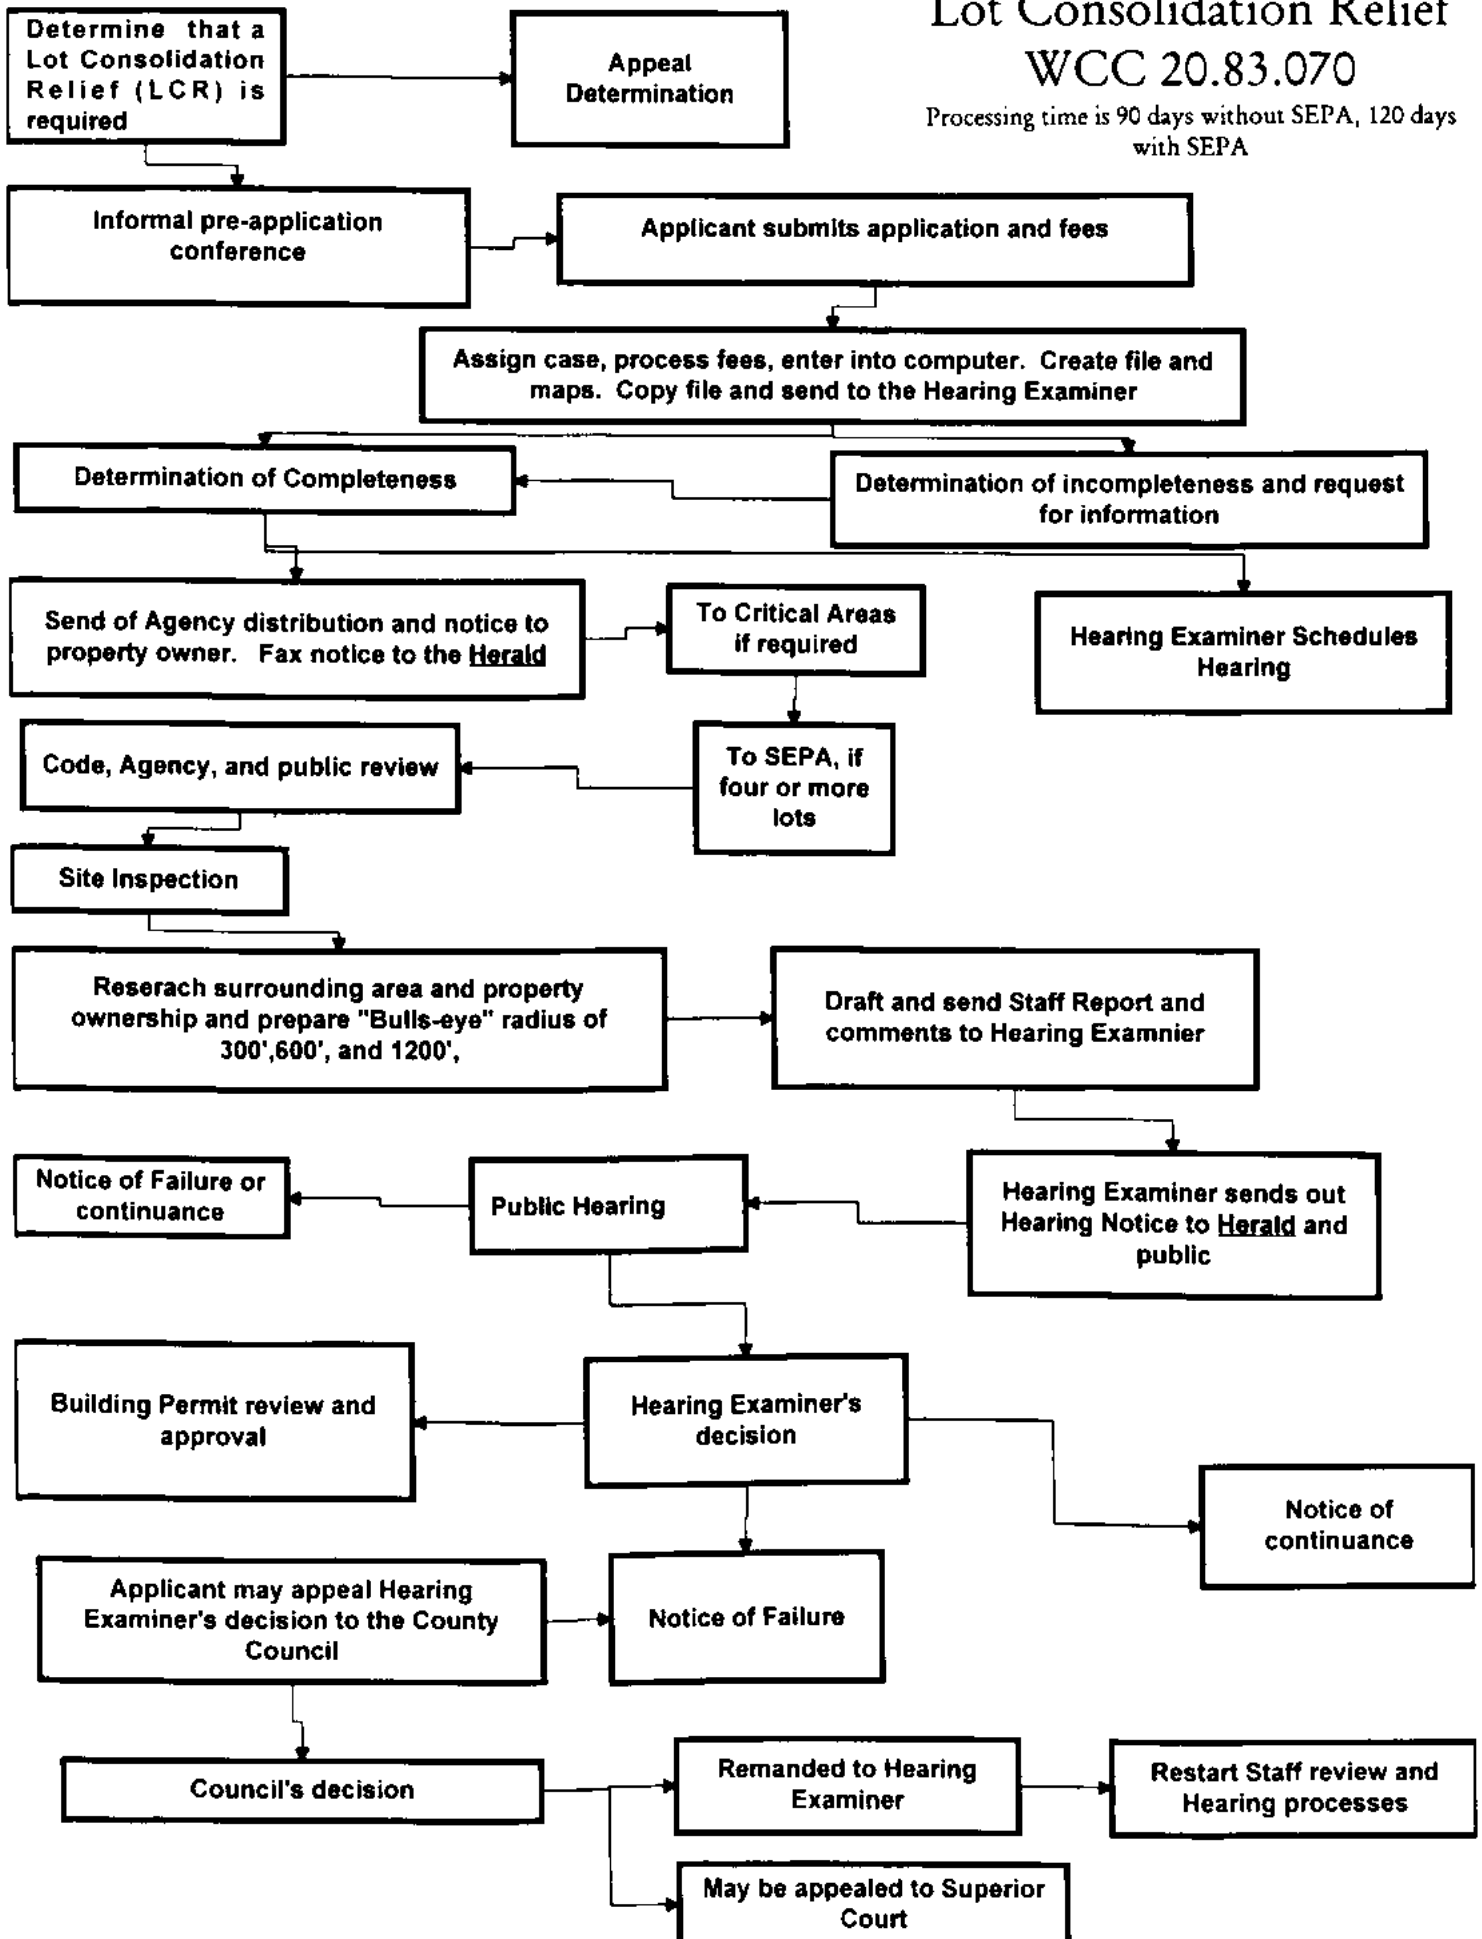 Lot Consolidation Relief
WCC 20.83.070
Processing time is 90 days without SEPA, 120 days
with SEPA
Determine that a
Lot Consolidation
Relief (LCR) is
required
Appeal
Determination
Informal pre-application
conference
Applicant submits application and fees
Assign case, process fees, enter into computer. Create file and
maps. Copy file and send to the Hearing Examiner
Determination of Completeness
Determination of incompleteness and request
for information
Send of Agency distribution and notice to
property owner. Fax notice to the Herald
To Critical Areas
if required
Hearing Examiner Schedules
Hearing
Code, Agency, and public review
To SEPA, if
four or more
lots
Site Inspection
Reserach surrounding area and property
ownership and prepare "Bulls-eye" radius of
300',600', and 1200',
Draft and send Staff Report and
comments to Hearing Examnier
Notice of Failure or
continuance
Public Hearing
Hearing Examiner sends out
Hearing Notice to Herald and
public
Building Permit review and
approval
Hearing Examiner's
decision
Notice of
continuance
Applicant may appeal Hearing
Examiner's decision to the County
Council
Notice of Failure
Council's decision
Remanded to Hearing
Examiner
Restart Staff review and
Hearing processes
May be appealed to Superior
Court